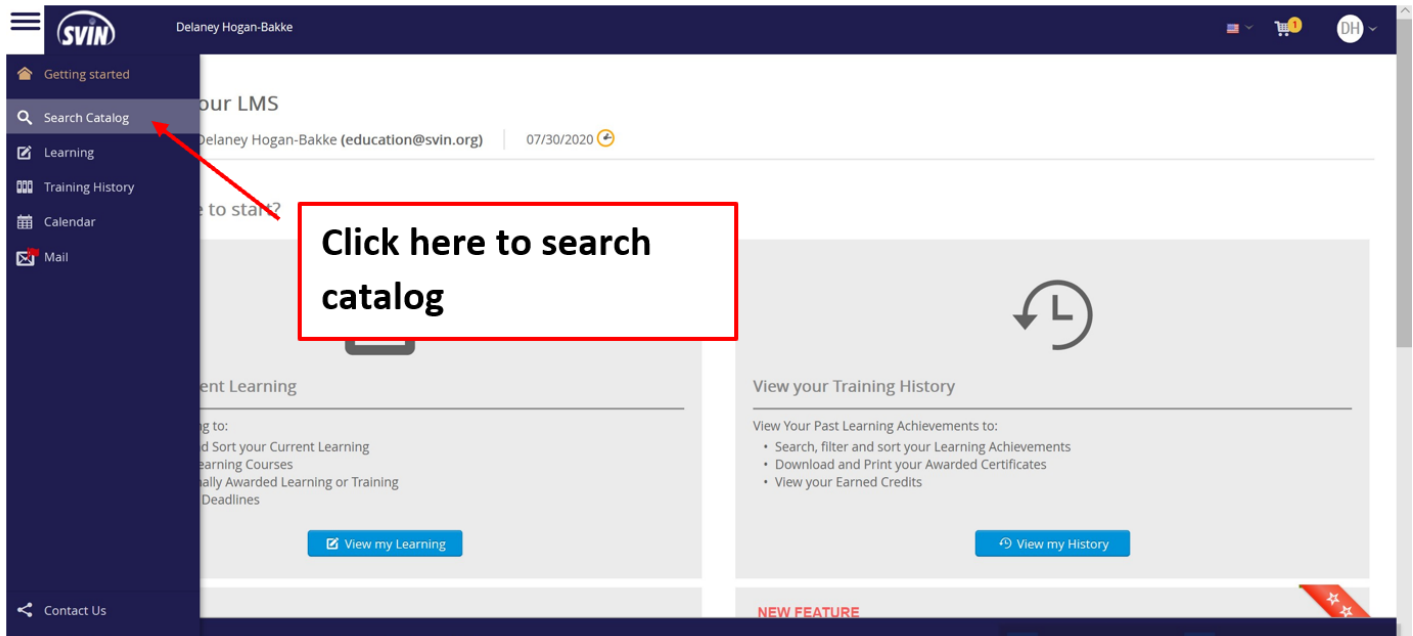 SVIN
Delaney Hogan-Bakke
1
DH
Getting started
Search Catalog
Learning
Training History
Calendar
Mail
Contact Us
our LMS
Delaney Hogan-Bakke (education@svin.org)
07/30/2020
to start?
Click here to search
catalog
ent Learning
to:
Sort your Current Learning
earning Courses
Awarded Learning or Training
Deadlines
View my Learning
View your Training History
View Your Past Learning Achievements to:
• Search, filter and sort your Learning Achievements
• Download and Print your Awarded Certificates
• View your Earned Credits
View my History
NEW FEATURE